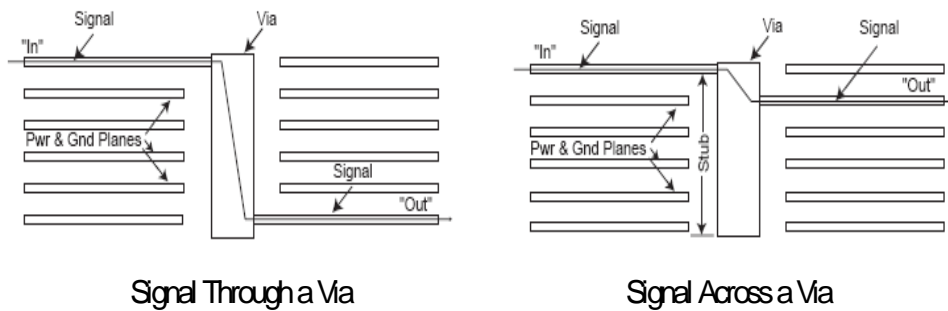 Signal
Via
"In"
Pwr & Gnd Planes
Signal
"Out"
Signal Through a Via
Signal
Via
Signal
"In"
"Out"
Pwr & Gnd Planes
Stub
Signal Across a Via